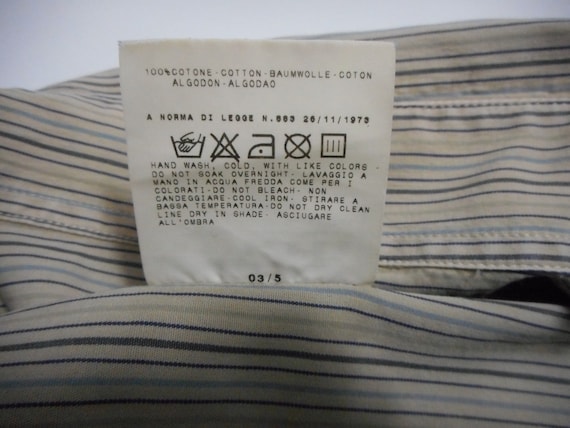 100%COTONE-COTTON-BAUMWOLLE-COTON
ALGODON-ALGODAO
A NORMA DI LEGGE N.883 26/11/1973
HAND WASH, COLD, WITH LIKE COLORS -
DO NOT SOAK OVERNIGHT- LAVAGGIO A
MANO IN ACQUA FREDDA COME PER I
COLORATI-DO NOT BLEACH- NON
CANDEGGIARE-COOL IRON- STIRARE A
BASSA TEMPERATURA-DO NOT DRY CLEAN
LINE DRY IN SHADE- ASCIUGARE
ALL'OMBRA
03/5